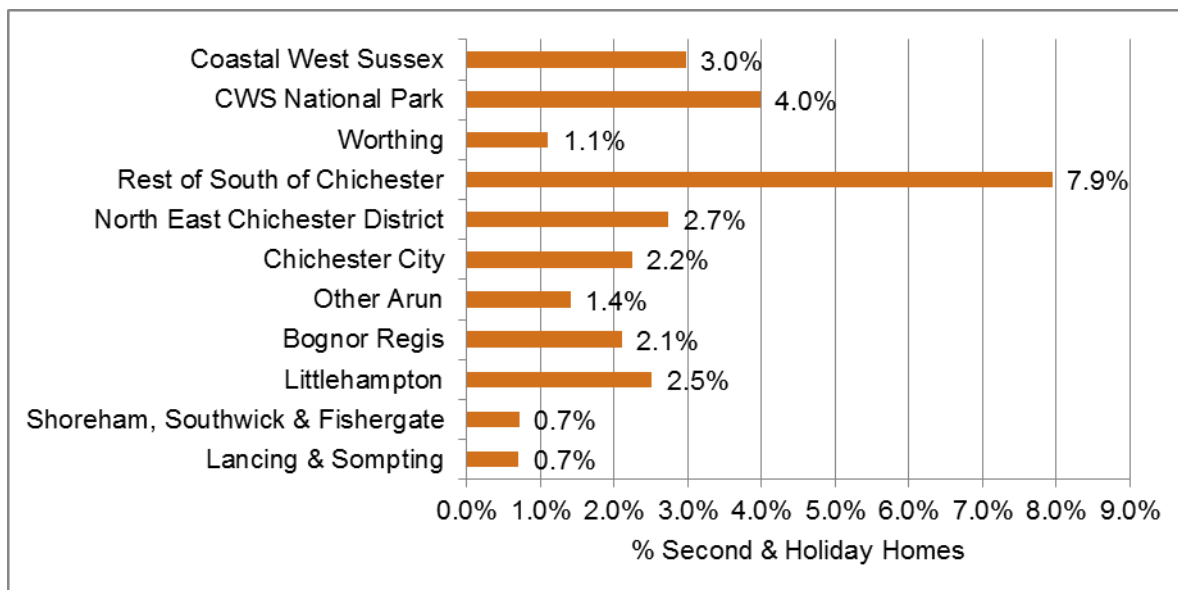 Coastal West Sussex 3.0%
CWS National Park 4.0%
Worthing 1.1%
Rest of South of Chichester 7.9%
North East Chichester District 2.7%
Chichester City 2.2%
Other Arun 1.4%
Bognor Regis 2.1%
Littlehampton 2.5%
Shoreham, Southwick & Fishergate 0.7%
Lancing & Sompting 0.7%
0.0% 1.0% 2.0% 3.0% 4.0% 5.0% 6.0% 7.0% 8.0% 9.0%
% Second & Holiday Homes